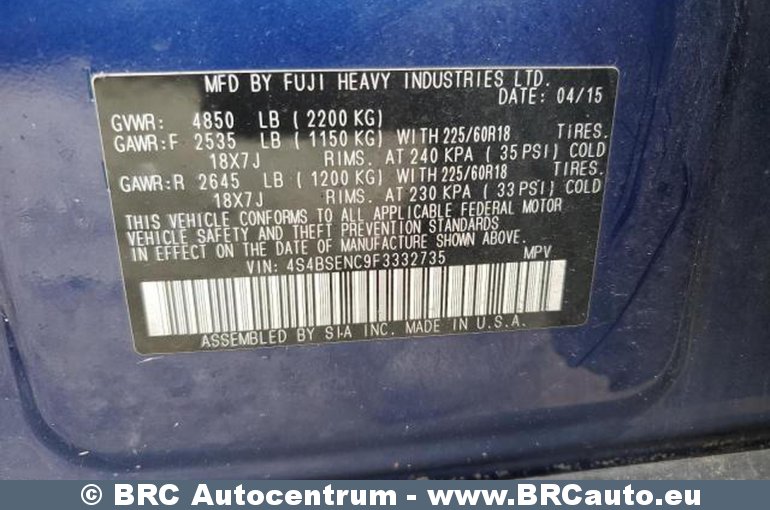 MFD BY FUJI HEAVY INDUSTRIES LTD.
DATE: 04/15
GVWR: 4850 LB ( 2200 KG)
GAWR:F 2535 LB ( 1150 KG) WITH 225/60R18 TIRES.
18X7J RIMS. AT 240 KPA ( 35 PSI) COLD
GAWR:R 2645 LB ( 1200 KG) WITH 225/60R18 TIRES.
18X7J RIMS. AT 230 KPA ( 33 PSI) COLD
THIS VEHICLE CONFORMS TO ALL APPLICABLE FEDERAL MOTOR
VEHICLE SAFETY AND THEFT PREVENTION STANDARDS
IN EFFECT ON THE DATE OF MANUFACTURE SHOWN ABOVE.
VIN: 4S4BSENC9F3332735 MPV
ASSEMBLED BY SIA INC. MADE IN U.S.A.
© BRC Autocentrum - www.BRCauto.eu